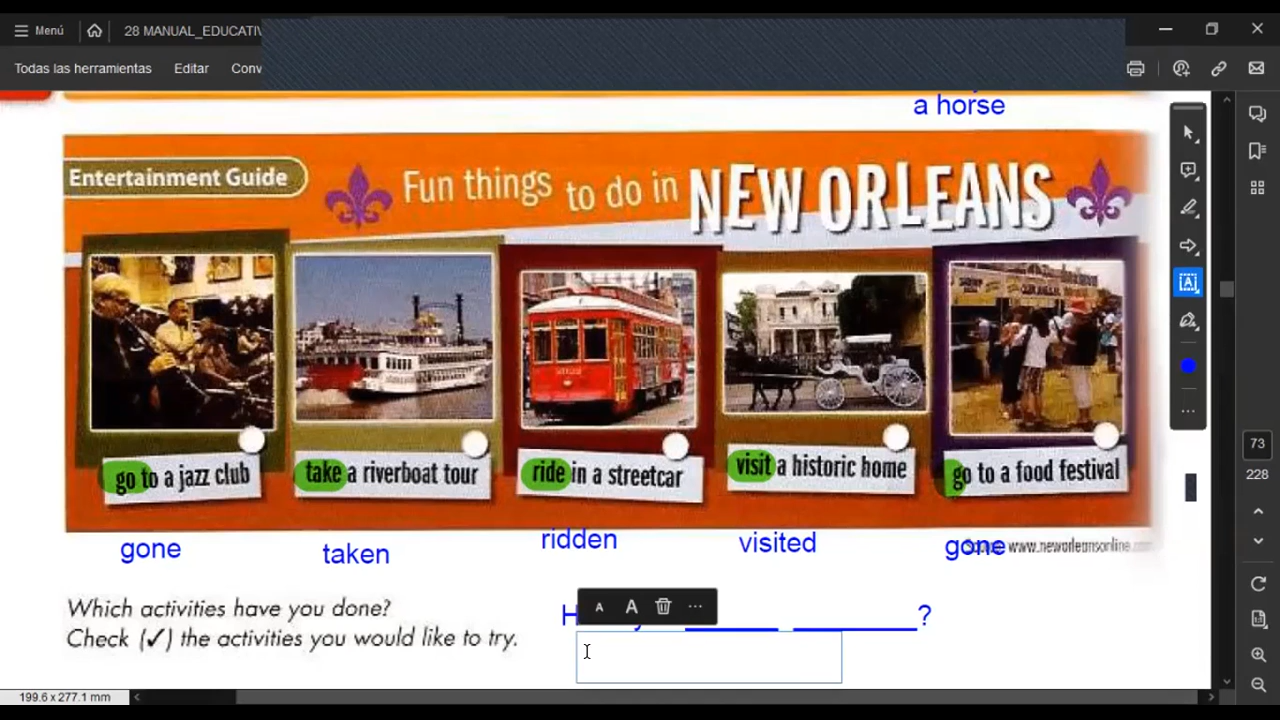 Menú
28 MANUAL_EDUCATIV
Todas las herramientas Editar Conv
a horse
Entertainment Guide
Fun things to do in NEW ORLEANS
go to a jazz club
take a riverboat tour
ride in a streetcar
visit a historic home
go to a food festival
gone
taken
ridden
visited
gone
www.neworleansonline.com
Which activities have you done?
Check (✓) the activities you would like to try.
H
?
A A ...
73
228
199.6 x 277.1 mm